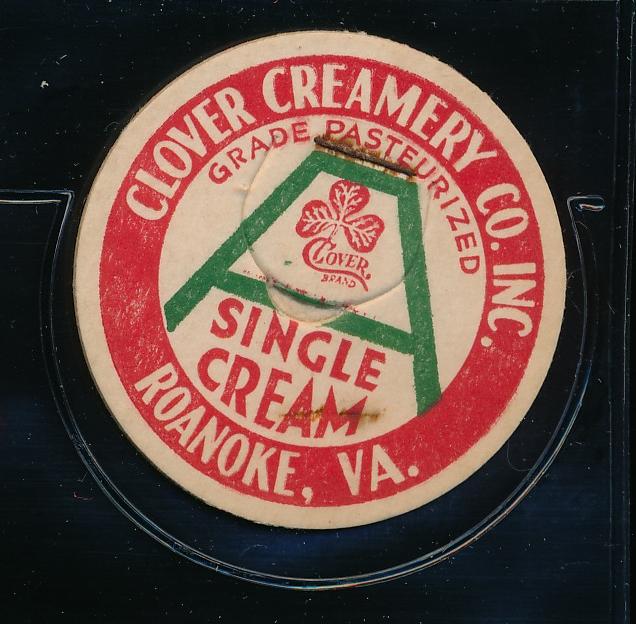 CLOVER CREAMERY CO. INC.
GRADE PASTEURIZED
A
CLOVER
BRAND
SINGLE
CREAM
ROANOKE, VA.